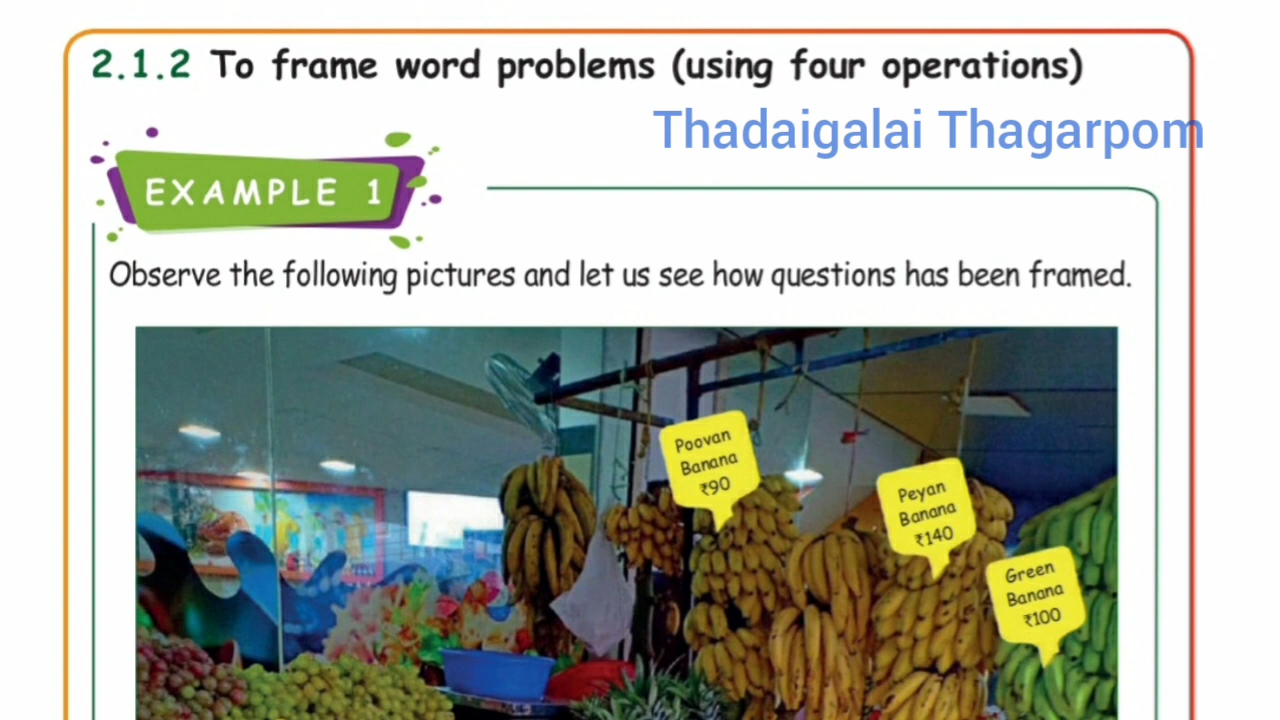 2.1.2 To frame word problems (using four operations)
Thadaigalai Thagarpom
EXAMPLE 1
Observe the following pictures and let us see how questions has been framed.
Poovan
Banana
₹90
Peyan
Banana
₹140
Green
Banana
₹100